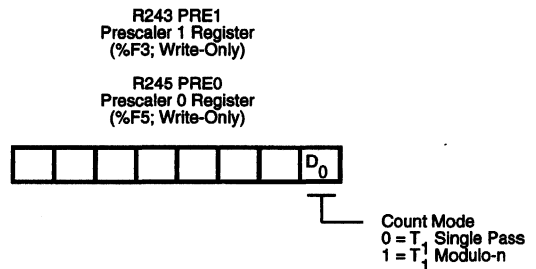 R243 PRE1
Prescaler 1 Register
(%F3; Write-Only)
R245 PRE0
Prescaler 0 Register
(%F5; Write-Only)
D0
Count Mode
0 = T1 Single Pass
1 = T1 Modulo-n